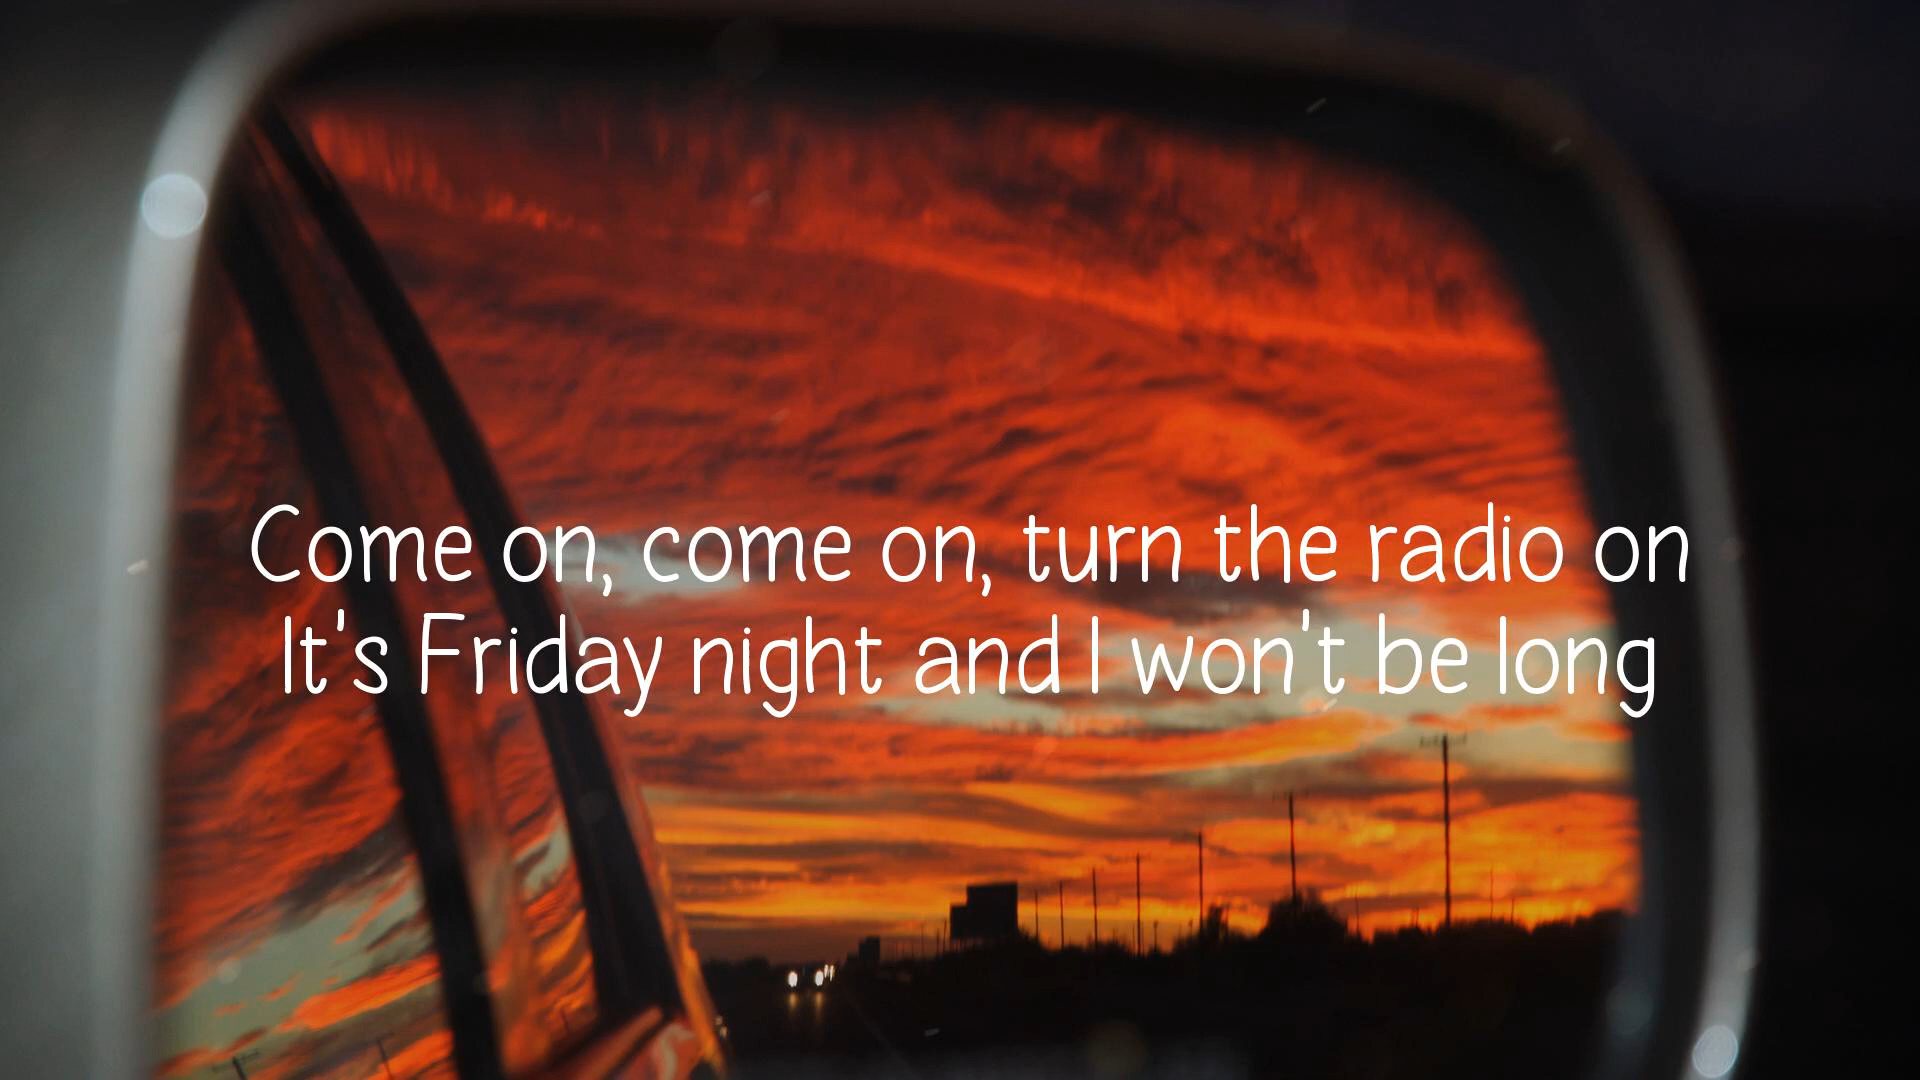 Come on, come on, turn the radio on
It's Friday night and I won't be long